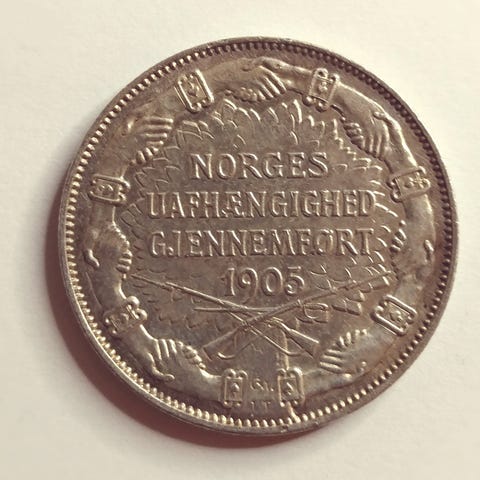 NORGES
UAFHÆNGIGHED
GJENNEMFØRT
1905